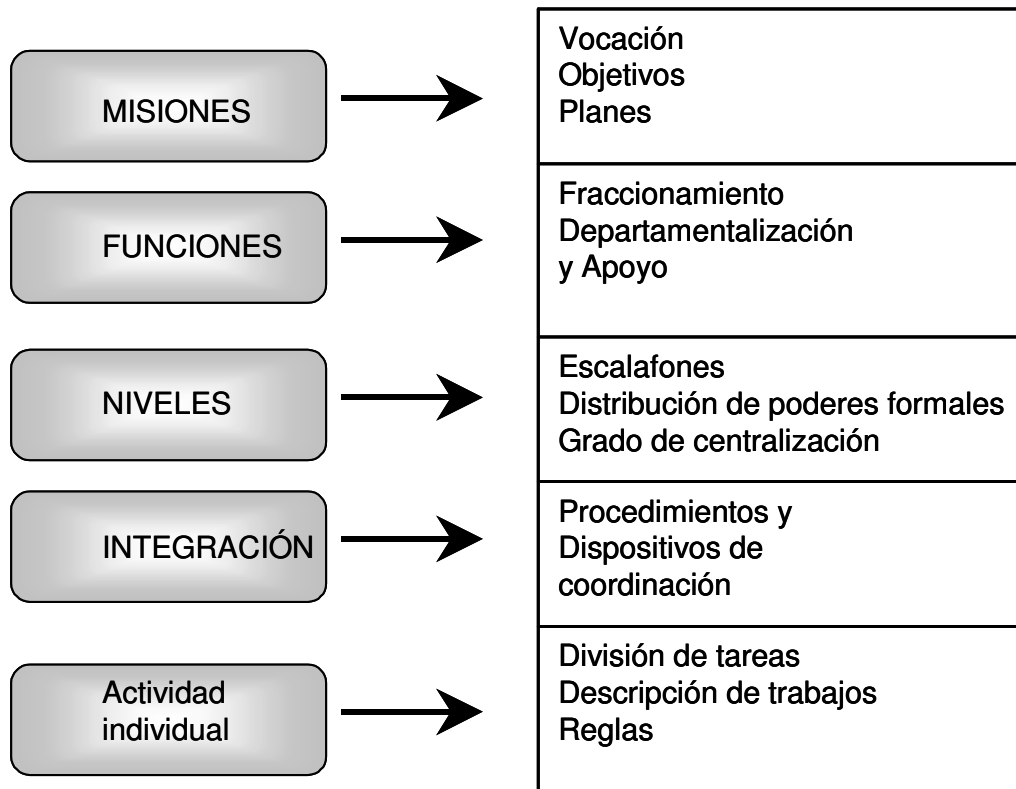 MISIONES
Vocación
Objetivos
Planes
FUNCIONES
Fraccionamiento
Departamentalización
y Apoyo
NIVELES
Escalafones
Distribución de poderes formales
Grado de centralización
INTEGRACIÓN
Procedimientos y
Dispositivos de
coordinación
Actividad
individual
División de tareas
Descripción de trabajos
Reglas